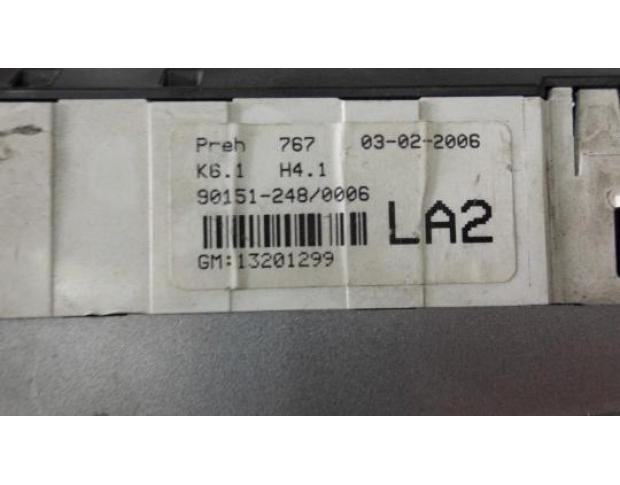 Preh 767 03-02-2006
K6.1 H4.1
90151-248/0006
LA2
GM:13201299